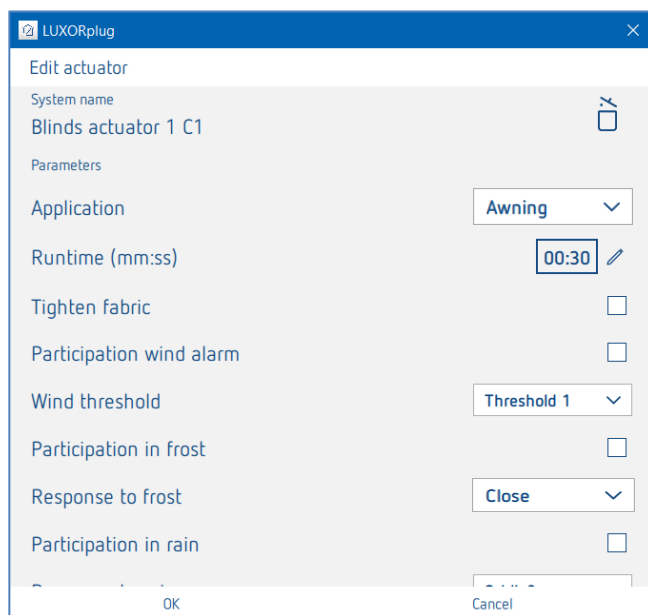 LUXORplug
Edit actuator
System name
Blinds actuator 1 C1
Parameters
Application Awning
Runtime (mm:ss) 00:30
Tighten fabric
Participation wind alarm
Wind threshold Threshold 1
Participation in frost
Response to frost Close
Participation in rain
OK Cancel